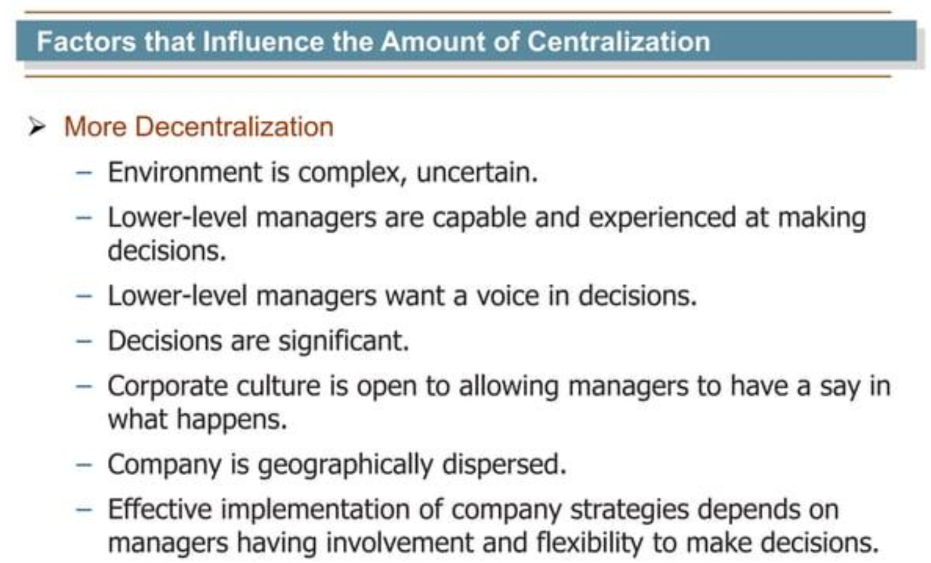 Factors that Influence the Amount of Centralization
➢ More Decentralization
– Environment is complex, uncertain.
– Lower-level managers are capable and experienced at making
decisions.
– Lower-level managers want a voice in decisions.
– Decisions are significant.
– Corporate culture is open to allowing managers to have a say in
what happens.
– Company is geographically dispersed.
– Effective implementation of company strategies depends on
managers having involvement and flexibility to make decisions.